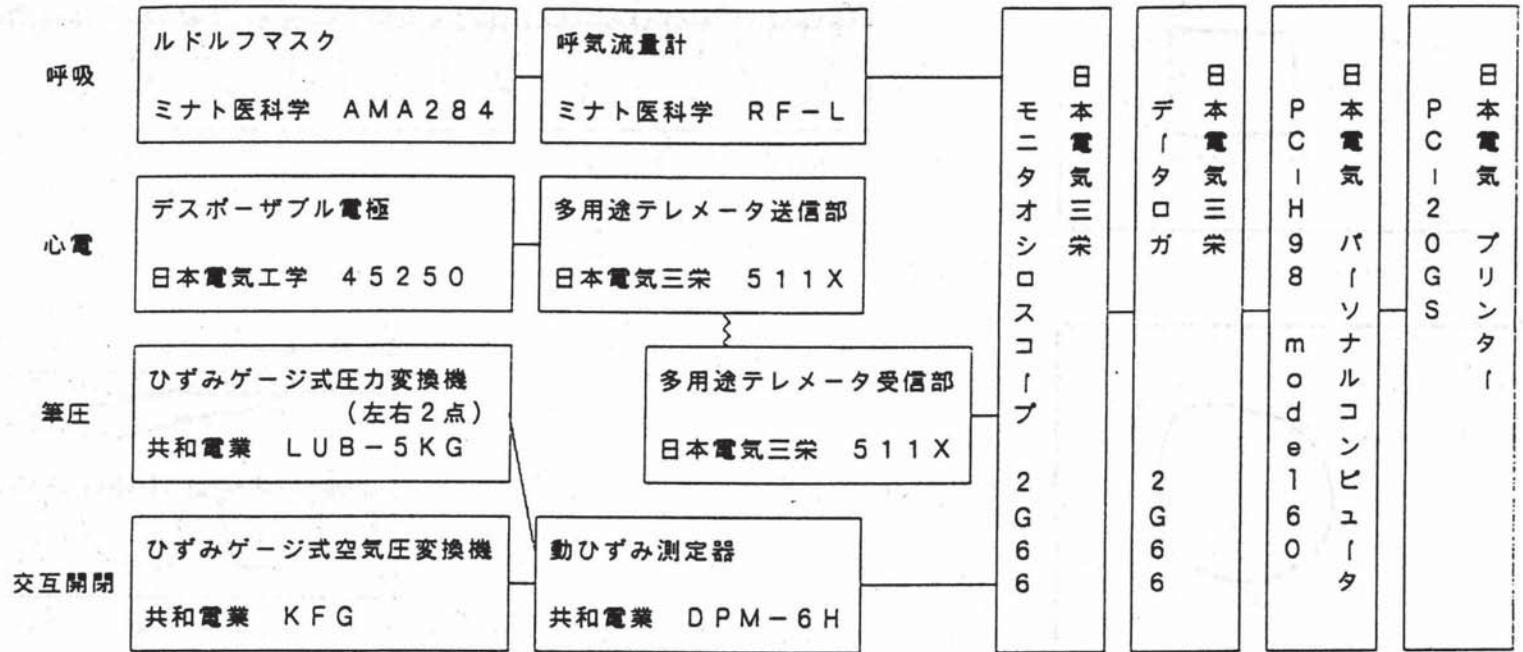 呼吸
ルドルフマスク
ミナト医科学 AMA284
呼気流量計
ミナト医科学 RF-L
心電
デスポーザブル電極
日本電気工学 45250
多用途テレメータ送信部
日本電気三栄 511X
筆圧
ひずみゲージ式圧力変換機
(左右2点)
共和電業 LUB-5KG
多用途テレメータ受信部
日本電気三栄 511X
交互開閉
ひずみゲージ式空気圧変換機
共和電業 KFG
動ひずみ測定器
共和電業 DPM-6H
日本電気三栄
モニタオシロスコープ 2G66
日本電気三栄
データロガ 2G66
日本電気 パーソナルコンピュータ
PC-H98 model60
日本電気 プリンター
PC-20GS